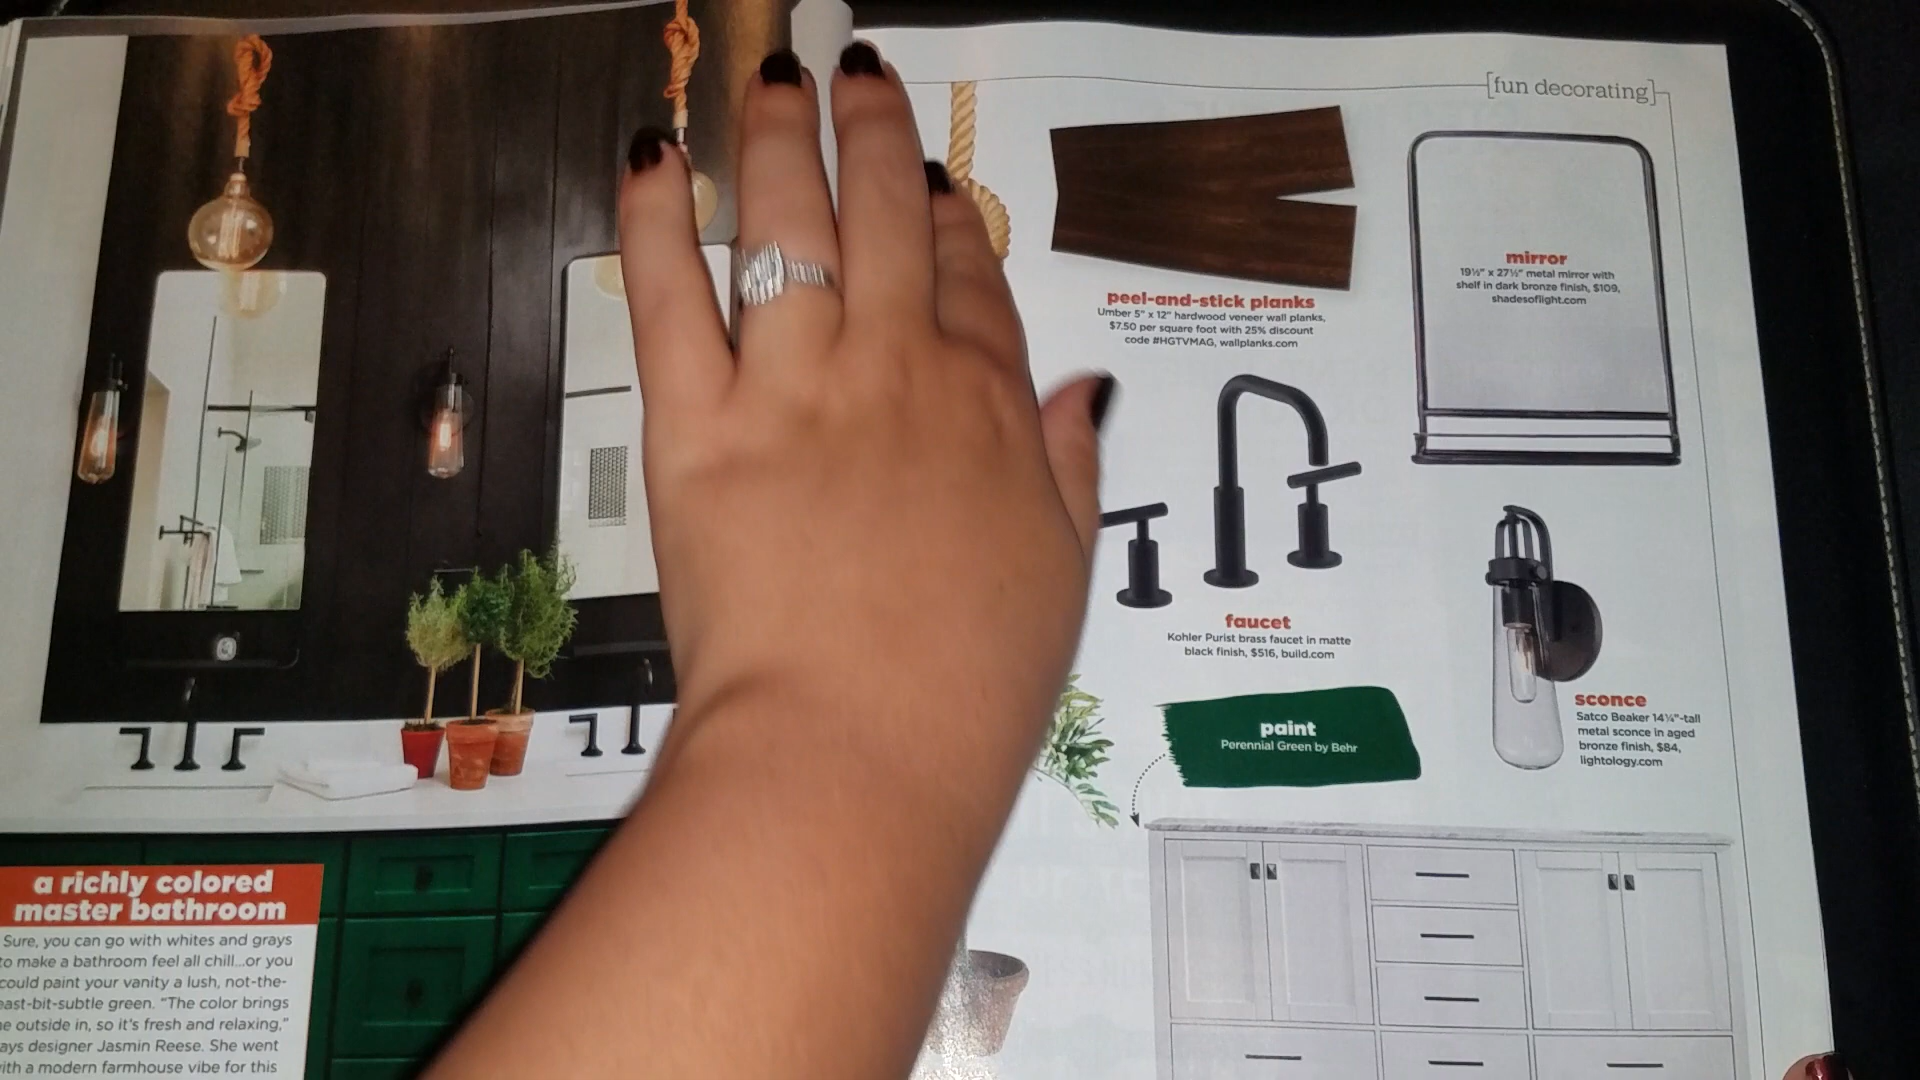 [fun decorating]
peel-and-stick planks
Umber 5" x 12" hardwood veneer wall planks,
$7.50 per square foot with 25% discount
code #HGTVMAG, wallplanks.com
mirror
19½" x 27½" metal mirror with
shelf in dark bronze finish, $109,
shadesoflight.com
faucet
Kohler Purist brass faucet in matte
black finish, $516, build.com
sconce
Satco Beaker 14¼"-tall
metal sconce in aged
bronze finish, $84,
lightology.com
paint
Perennial Green by Behr
a richly colored
master bathroom
Sure, you can go with whites and grays
to make a bathroom feel all chill...or you
could paint your vanity a lush, not-the-
east-bit-subtle green. "The color brings
he outside in, so it's fresh and relaxing,"
ays designer Jasmin Reese. She went
with a modern farmhouse vibe for this